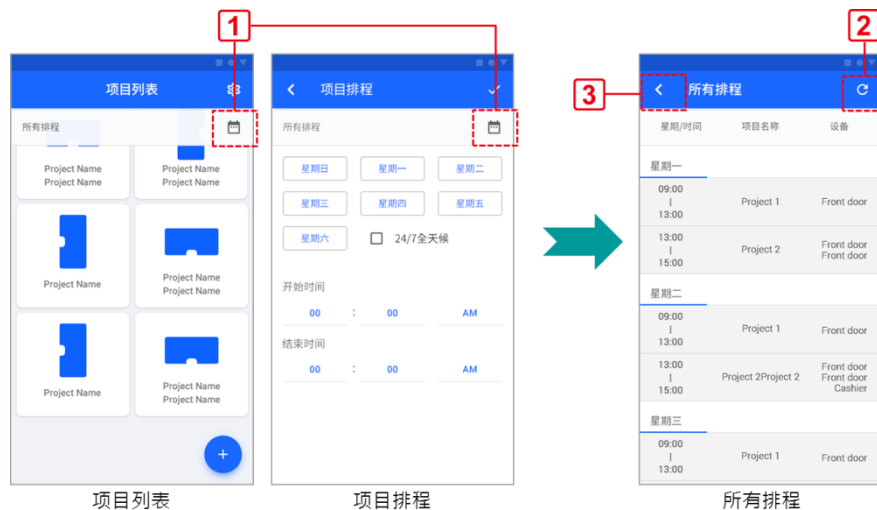 1
2
3
项目列表
所有排程
Project Name
Project Name
Project Name
Project Name
Project Name
Project Name
Project Name
Project Name
Project Name
Project Name
+
项目列表
项目排程
所有排程
星期日
星期一
星期二
星期三
星期四
星期五
星期六
24/7全天候
开始时间
00 : 00 AM
结束时间
00 : 00 AM
项目排程
所有排程
星期/时间 项目名称 设备
星期一
09:00
|
13:00
Project 1
Front door
13:00
|
15:00
Project 2
Front door
Front door
星期二
09:00
|
13:00
Project 1
Front door
13:00
|
15:00
Project 2Project 2
Front door
Front door
Cashier
星期三
09:00
|
13:00
Project 1
Front door
所有排程